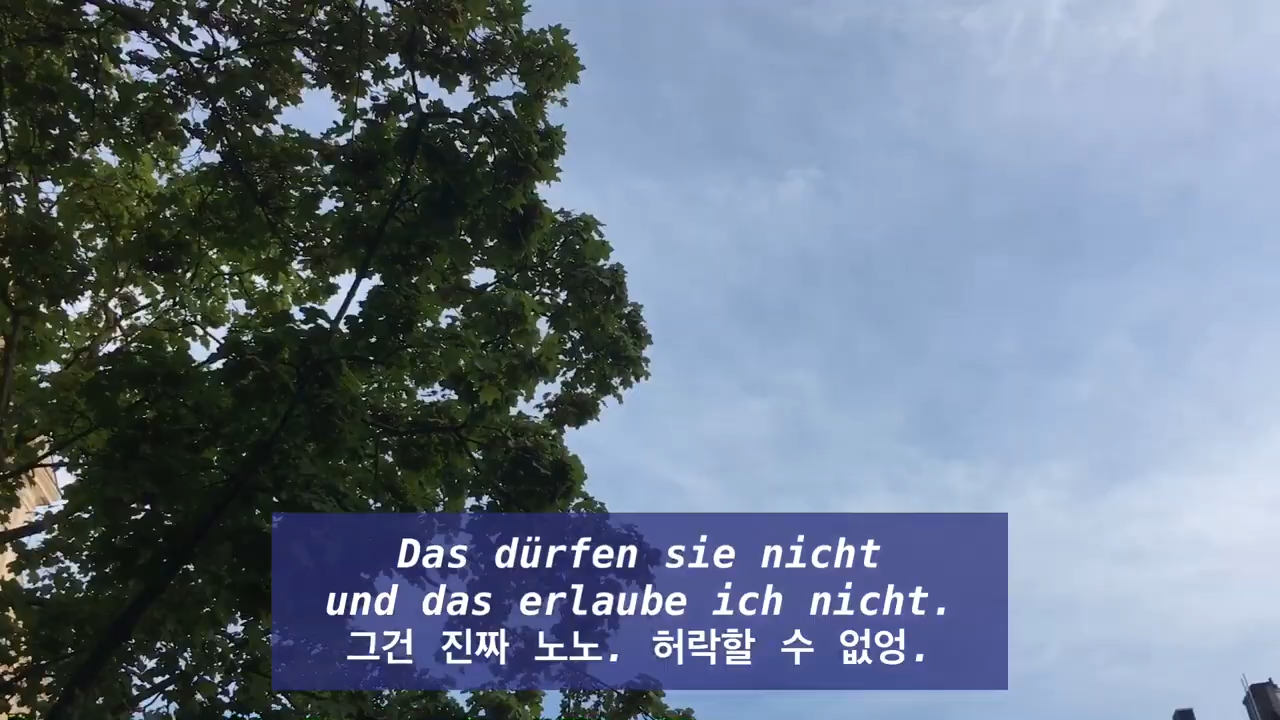 Das dürfen sie nicht
und das erlaube ich nicht.
그건 진짜 노노. 허락할 수 없엉.